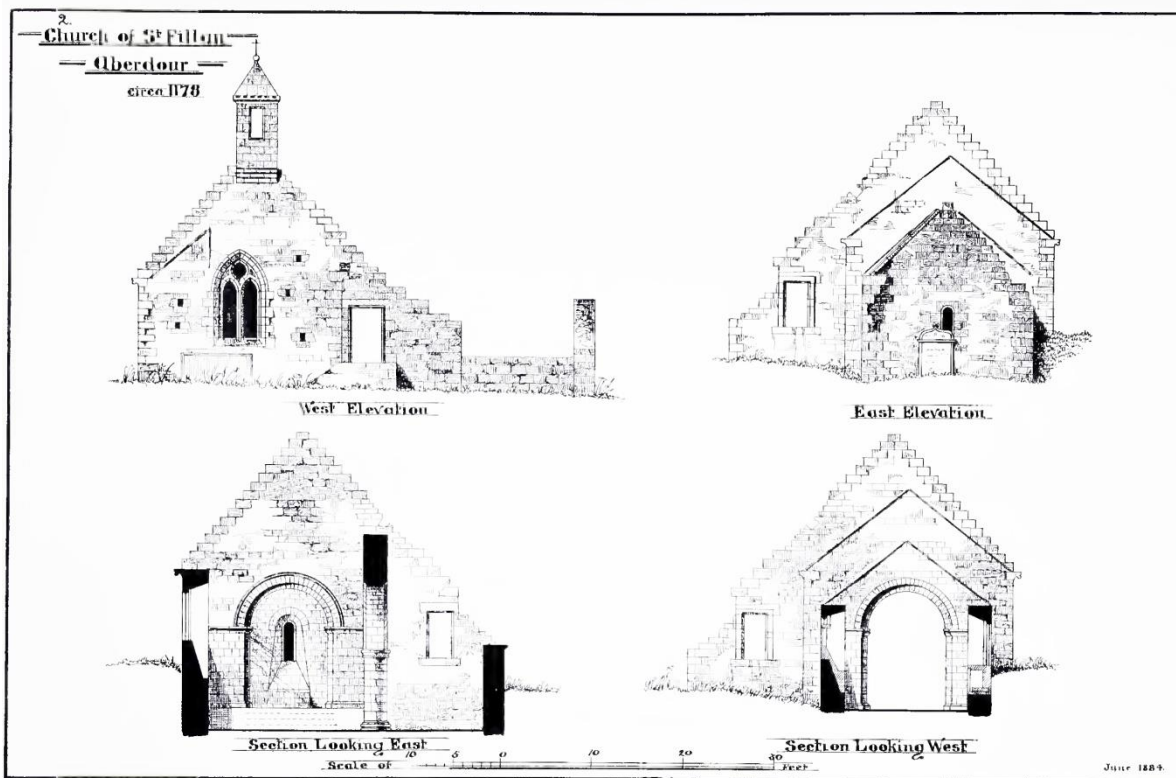 2.
Church of St Fillan
Aberdour
circa 1178
West Elevation
East Elevation
Section Looking East
Section Looking West
Scale of 10 5 0 10 20 30 Feet
June 1884